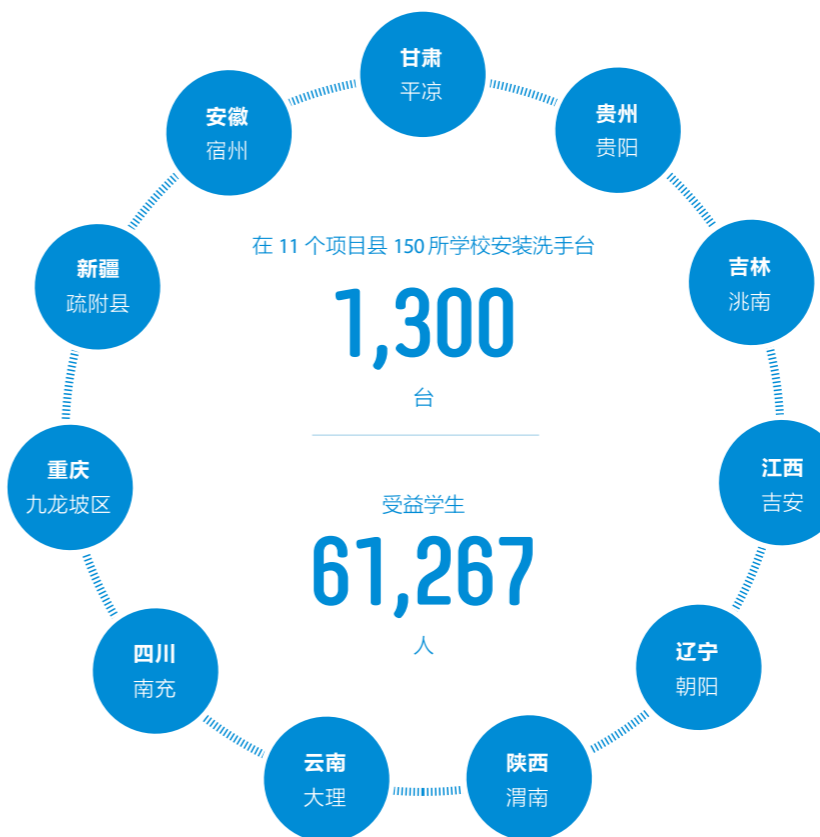 甘肃
平凉
贵州
贵阳
吉林
洮南
江西
吉安
辽宁
朝阳
陕西
渭南
云南
大理
四川
南充
重庆
九龙坡区
新疆
疏附县
安徽
宿州
在 11 个项目县 150 所学校安装洗手台
1,300
台
受益学生
61,267
人